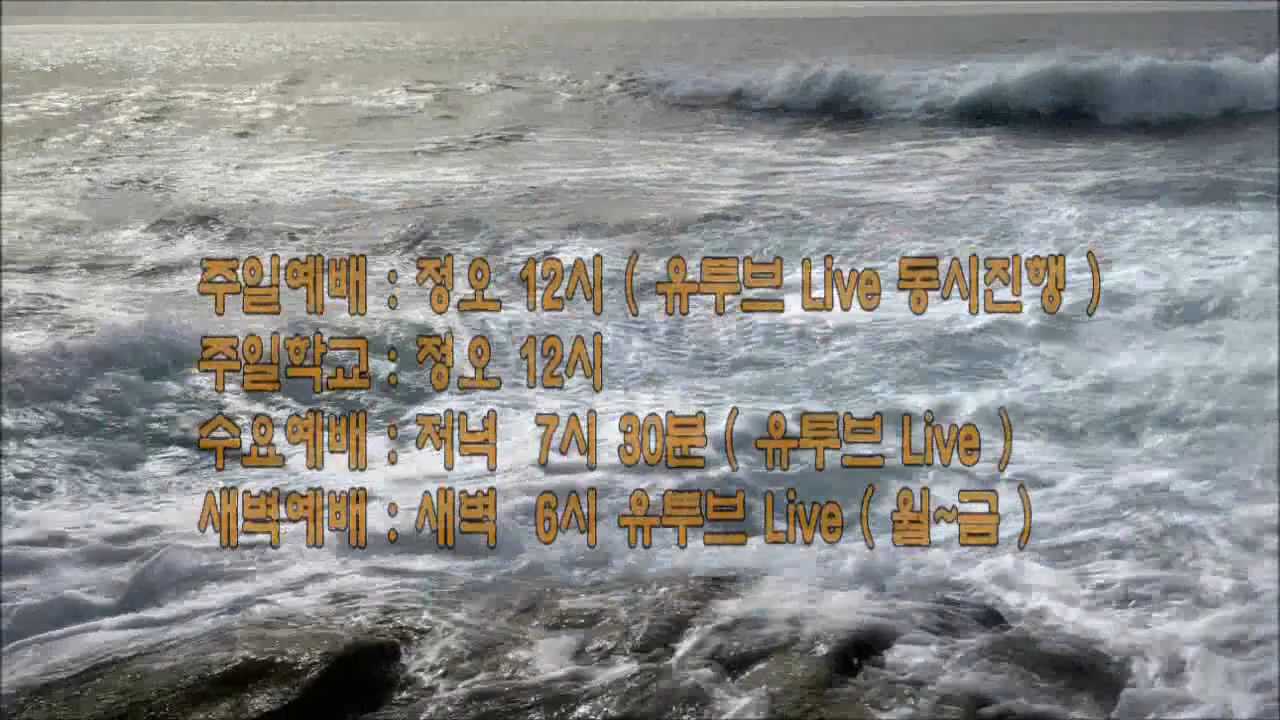 주일예배 : 정오 12시 ( 유투브 Live 동시진행 )
주일학교 : 정오 12시
수요예배 : 저녁 7시 30분 ( 유투브 Live )
새벽예배 : 새벽 6시 유투브 Live ( 월~금 )